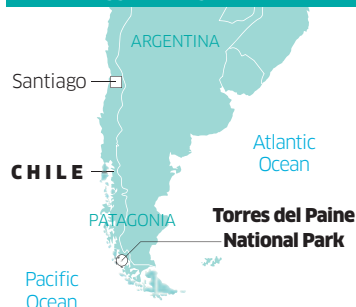 ARGENTINA
Santiago
Atlantic
Ocean
CHILE
PATAGONIA
Torres del Paine
National Park
Pacific
Ocean